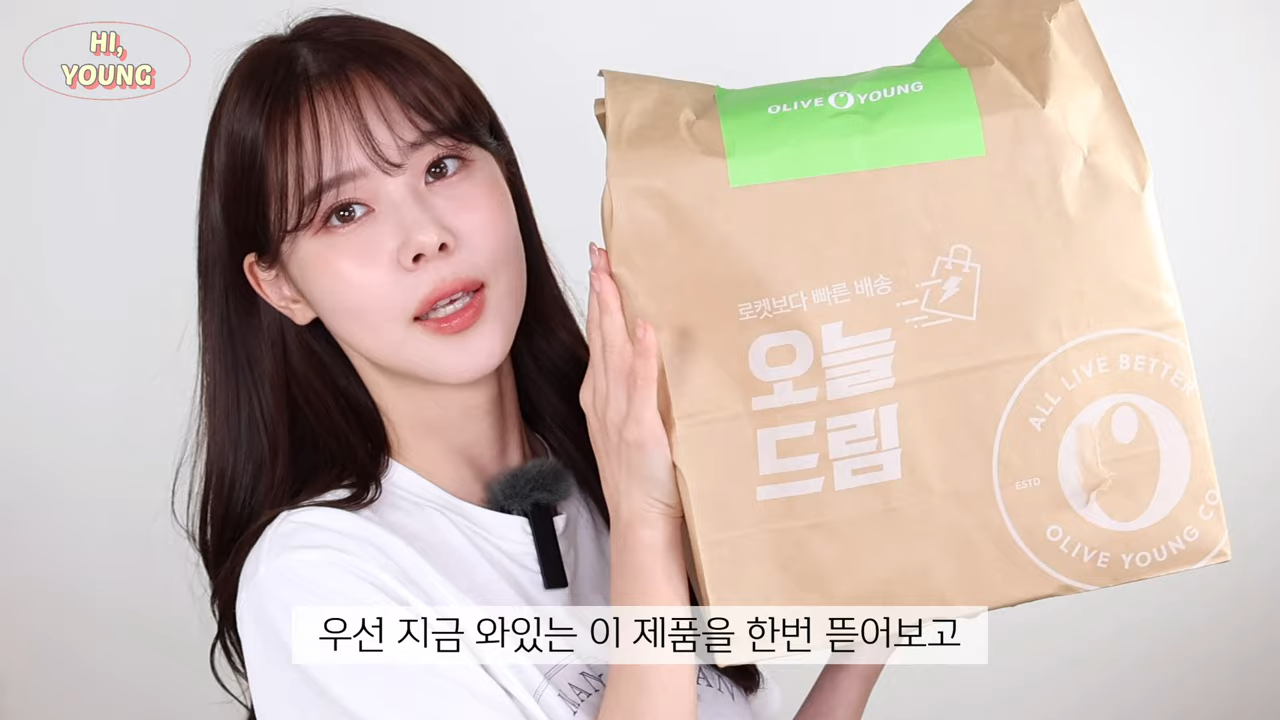 HI,
YOUNG
OLIVE YOUNG
로켓보다 빠른 배송
오늘
드림
ALL LIVE BETTER
ESTD
OLIVE YOUNG CO
우선 지금 와있는 이 제품을 한번 뜯어보고